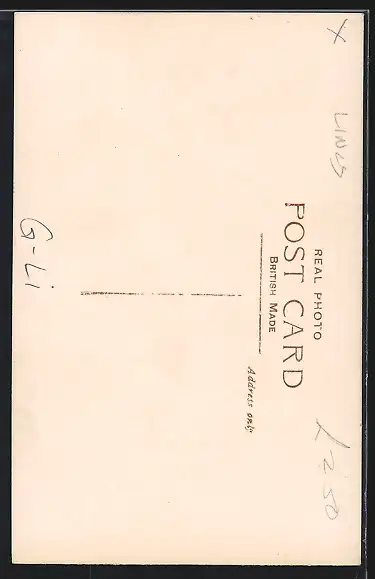 X
LINCS
REAL PHOTO
POST CARD
BRITISH MADE
Address only
£2.50
G-LI